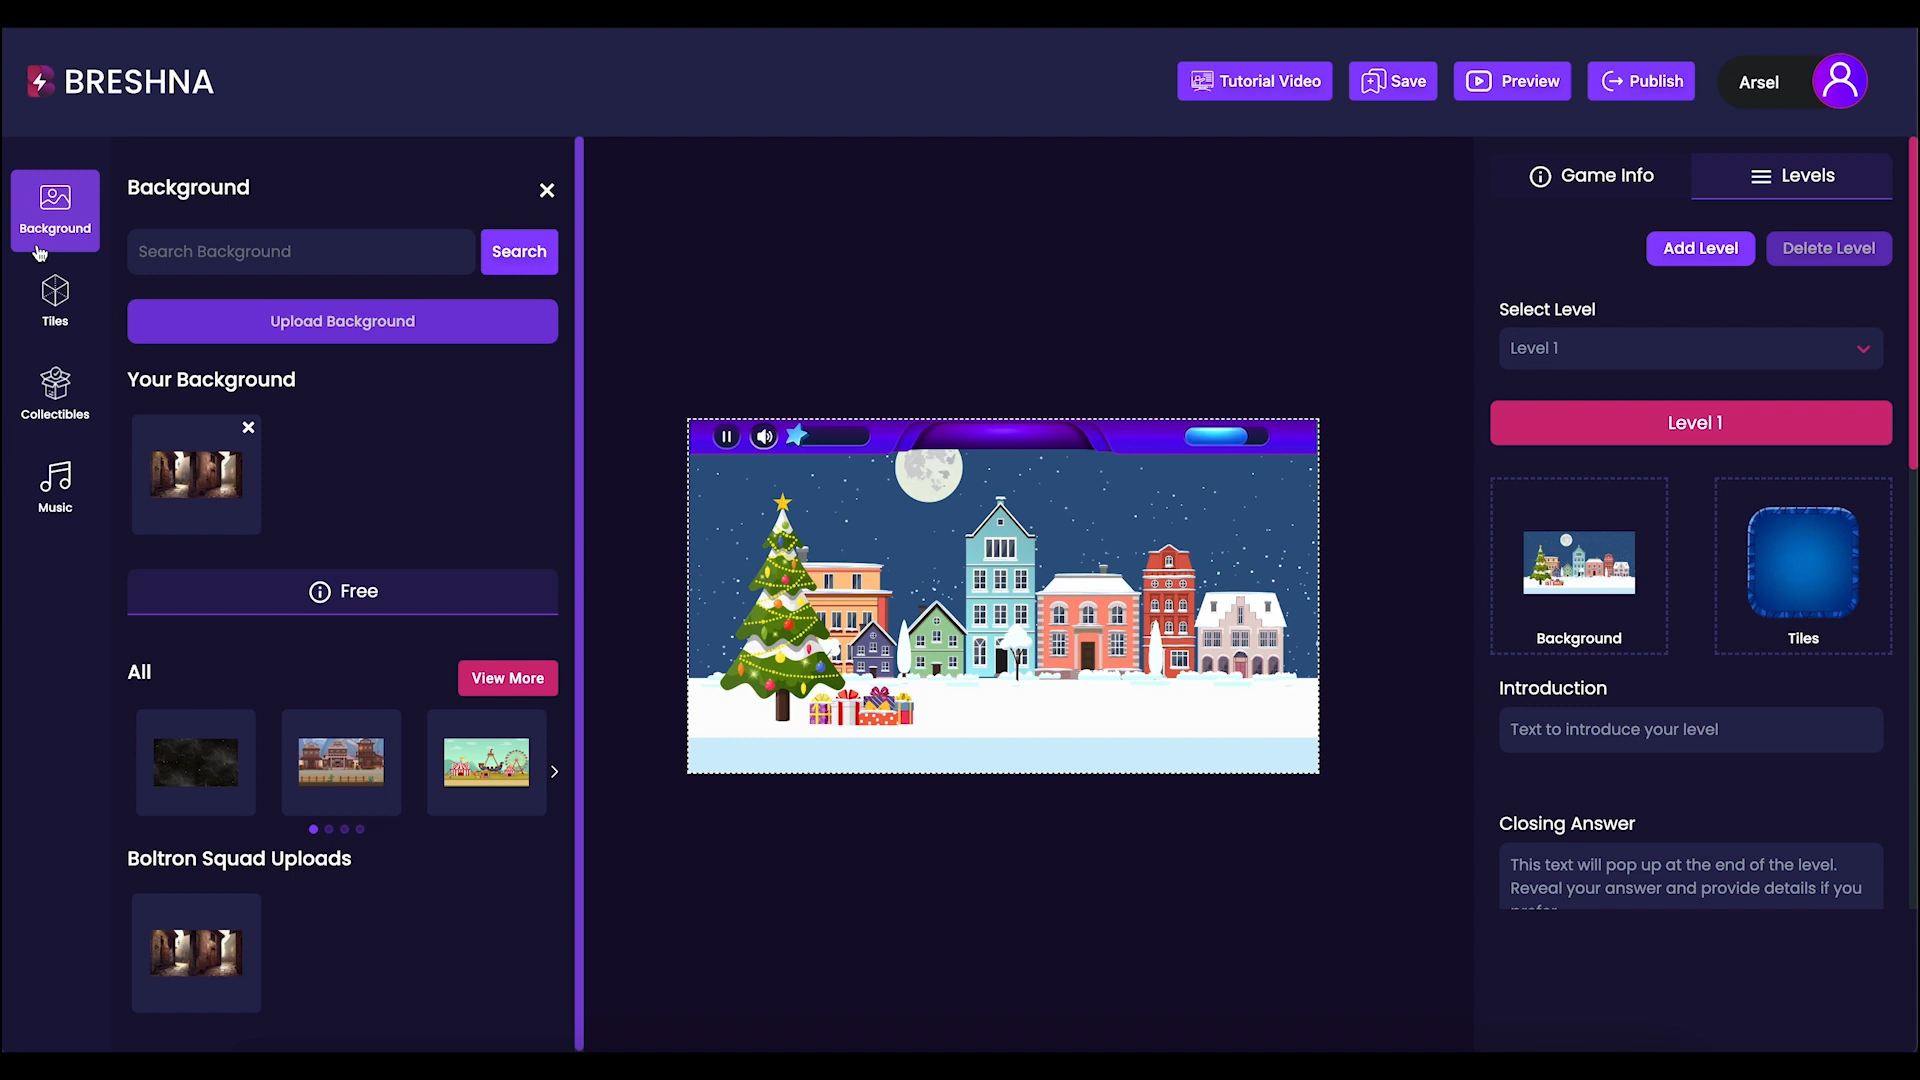 BRESHNA
Tutorial Video
Save
Preview
Publish
Arsel
Background
Tiles
Collectibles
Music
Background
Search Background
Search
Upload Background
Your Background
Free
All
View More
Boltron Squad Uploads
Game Info
Levels
Add Level
Delete Level
Select Level
Level 1
Level 1
Background
Tiles
Introduction
Text to introduce your level
Closing Answer
This text will pop up at the end of the level.
Reveal your answer and provide details if you